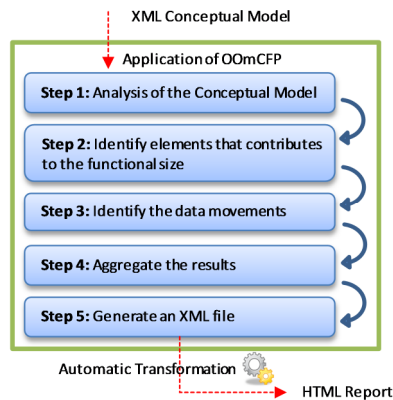 XML Conceptual Model
Application of OOmCFP
Step 1: Analysis of the Conceptual Model
Step 2: Identify elements that contributes
to the functional size
Step 3: Identify the data movements
Step 4: Aggregate the results
Step 5: Generate an XML file
Automatic Transformation
HTML Report